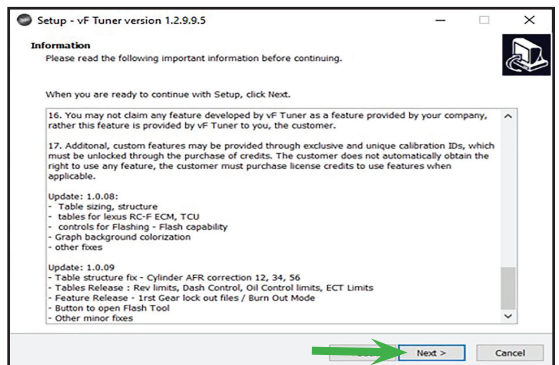 Setup - vF Tuner version 1.2.9.9.5
Information
Please read the following important information before continuing.
When you are ready to continue with Setup, click Next.
16. You may not claim any feature developed by vF Tuner as a feature provided by your company,
rather this feature is provided by vF Tuner to you, the customer.
17. Additonal, custom features may be provided through exclusive and unique calibration IDs, which
must be unlocked through the purchase of credits. The customer does not automatically obtain the
right to use any feature, the customer must purchase license credits to use features when
applicable.
Update: 1.0.08:
- Table sizing, structure
- tables for lexus RC-F ECM, TCU
- controls for Flashing - Flash capability
- Graph background colorization
- other fixes
Update: 1.0.09
- Table structure fix - Cylinder AFR correction 12, 34, 56
- Tables Release : Rev limits, Dash Control, Oil Control limits, ECT Limits
- Feature Release - 1rst Gear lock out files / Burn Out Mode
- Button to open Flash Tool
- Other minor fixes
Next >
Cancel